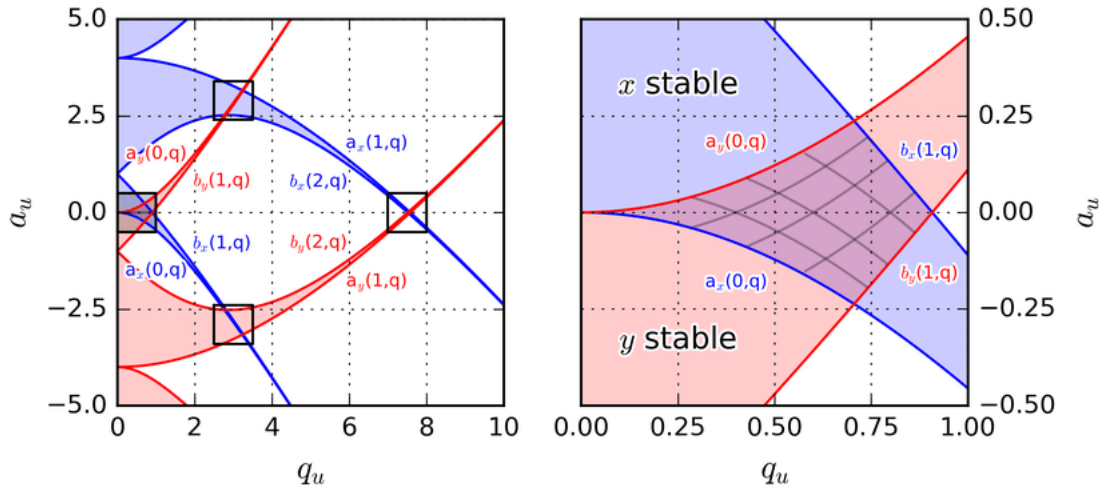 5.0
2.5
0.0
−2.5
−5.0
a_u
0
2
4
6
8
10
q_u
a_y(0,q)
b_y(1,q)
b_x(1,q)
a_x(0,q)
a_x(1,q)
b_x(2,q)
b_y(2,q)
a_y(1,q)
x stable
a_y(0,q)
b_x(1,q)
a_x(0,q)
b_y(1,q)
y stable
0.50
0.25
0.00
−0.25
−0.50
a_u
0.00
0.25
0.50
0.75
1.00
q_u